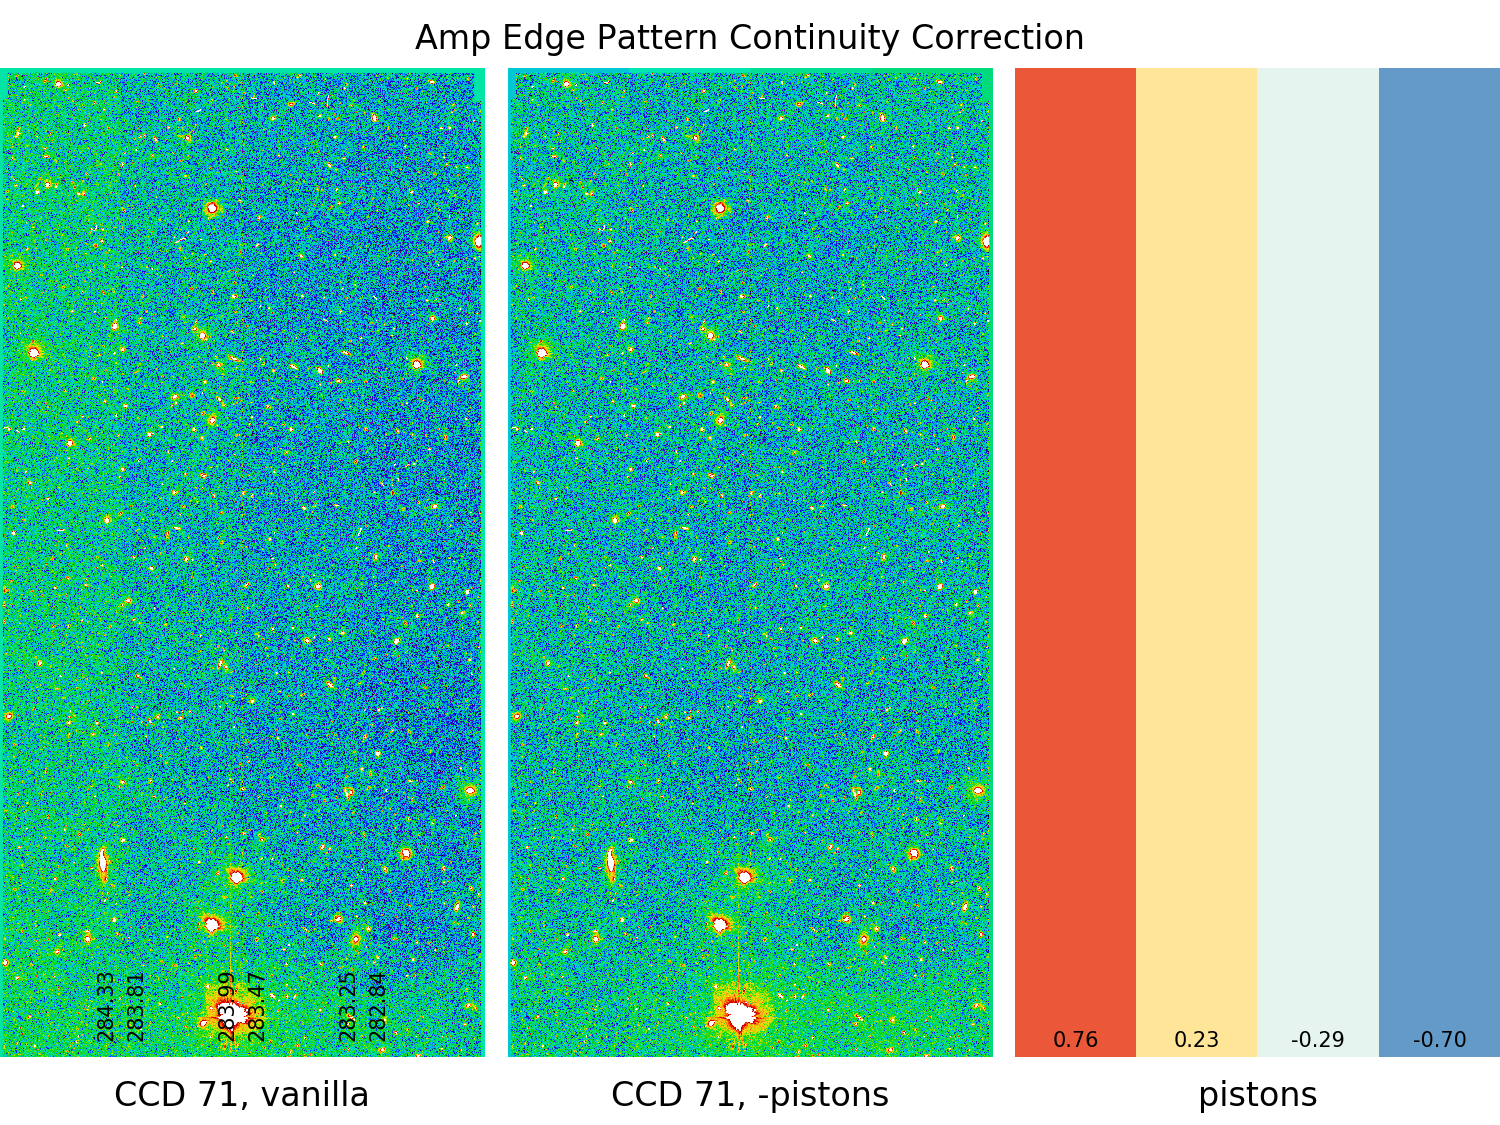 Amp Edge Pattern Continuity Correction
284.33
283.81
283.99
283.47
283.25
282.84
0.76
0.23
-0.29
-0.70
CCD 71, vanilla
CCD 71, -pistons
pistons